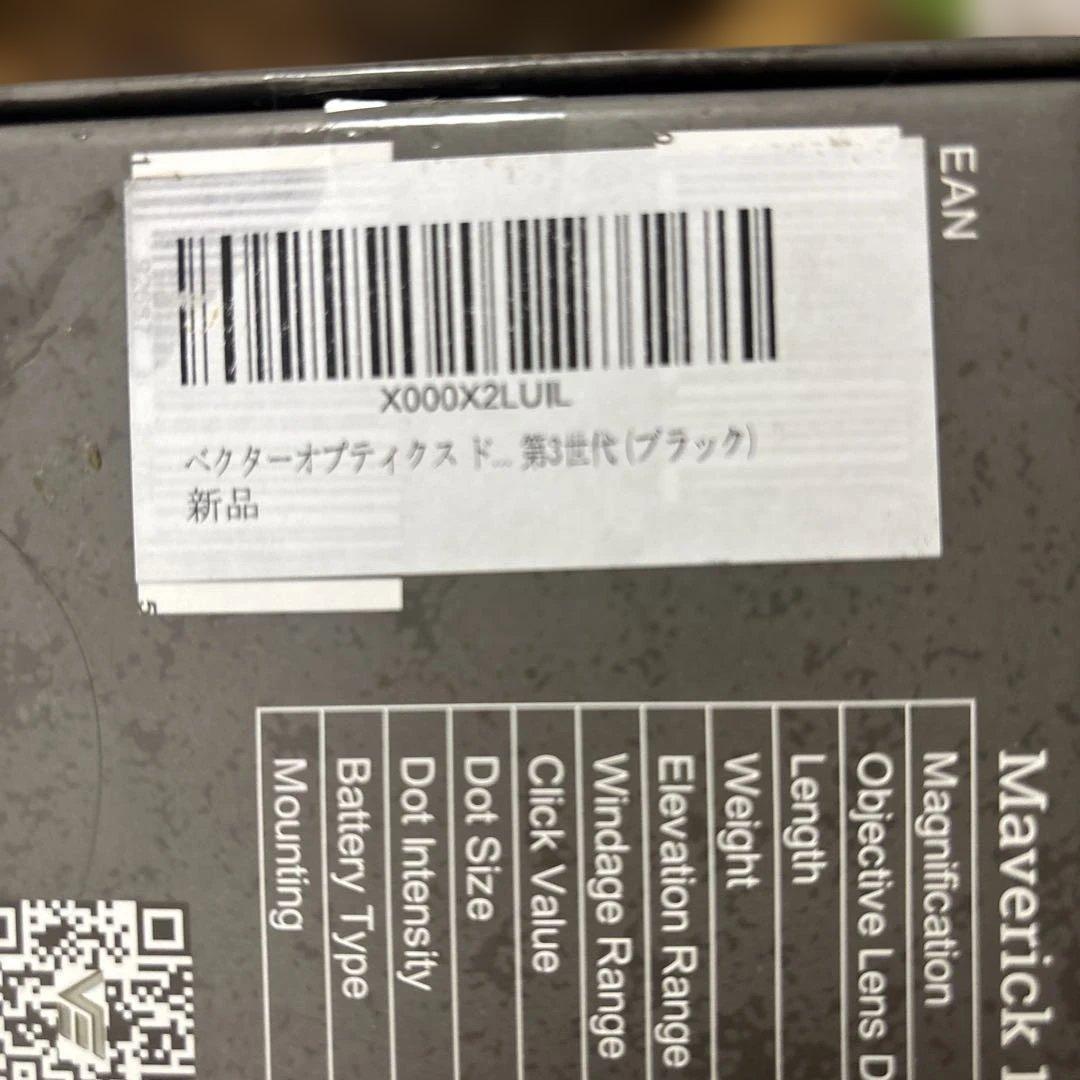 EAN
X000X2LUIL
ベクターオプティクス ド... 第3世代 (ブラック)
新品
Maverick
Magnification
Objective Lens D
Length
Weight
Elevation Range
Windage Range
Click Value
Dot Size
Dot Intensity
Battery Type
Mounting